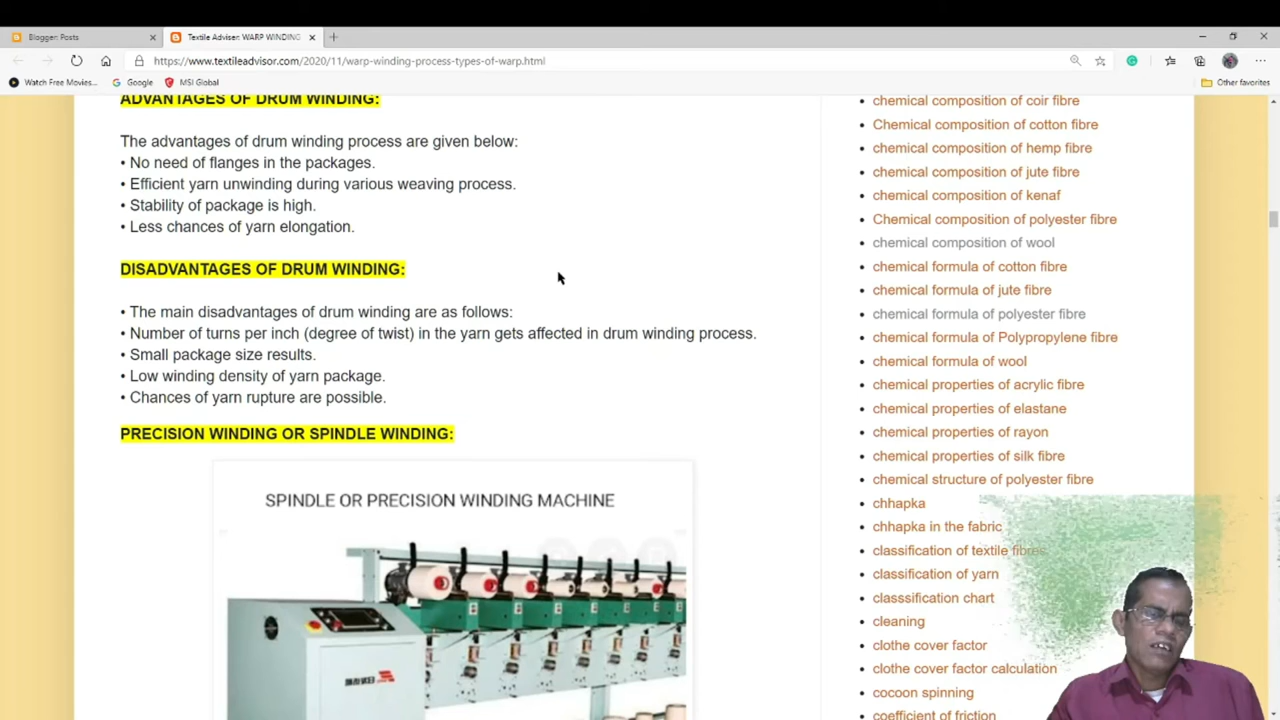 Blogger: Posts
Textile Adviser: WARP WINDING
https://www.textileadvisor.com/2020/11/warp-winding-process-types-of-warp.html
Watch Free Movies...
Google
MSI Global
Other favorites
ADVANTAGES OF DRUM WINDING:
The advantages of drum winding process are given below:
• No need of flanges in the packages.
• Efficient yarn unwinding during various weaving process.
• Stability of package is high.
• Less chances of yarn elongation.
DISADVANTAGES OF DRUM WINDING:
• The main disadvantages of drum winding are as follows:
• Number of turns per inch (degree of twist) in the yarn gets affected in drum winding process.
• Small package size results.
• Low winding density of yarn package.
• Chances of yarn rupture are possible.
PRECISION WINDING OR SPINDLE WINDING:
SPINDLE OR PRECISION WINDING MACHINE
• chemical composition of coir fibre
• Chemical composition of cotton fibre
• chemical composition of hemp fibre
• chemical composition of jute fibre
• chemical composition of kenaf
• Chemical composition of polyester fibre
• chemical composition of wool
• chemical formula of cotton fibre
• chemical formula of jute fibre
• chemical formula of polyester fibre
• chemical formula of Polypropylene fibre
• chemical formula of wool
• chemical properties of acrylic fibre
• chemical properties of elastane
• chemical properties of rayon
• chemical properties of silk fibre
• chemical structure of polyester fibre
• chhapka
• chhapka in the fabric
• classification of textile fibres
• classification of yarn
• classsification chart
• cleaning
• clothe cover factor
• clothe cover factor calculation
• cocoon spinning
• coefficient of friction